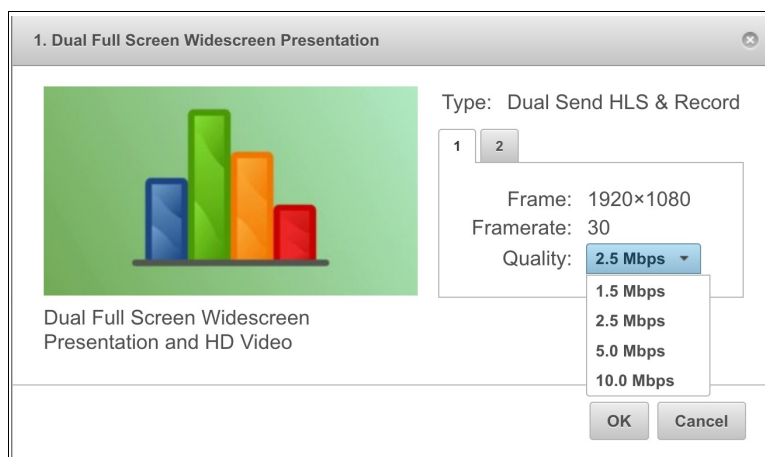 1. Dual Full Screen Widescreen Presentation
Type: Dual Send HLS & Record
1 2
Frame: 1920×1080
Framerate: 30
Quality: 2.5 Mbps
1.5 Mbps
2.5 Mbps
5.0 Mbps
10.0 Mbps
Dual Full Screen Widescreen
Presentation and HD Video
OK Cancel